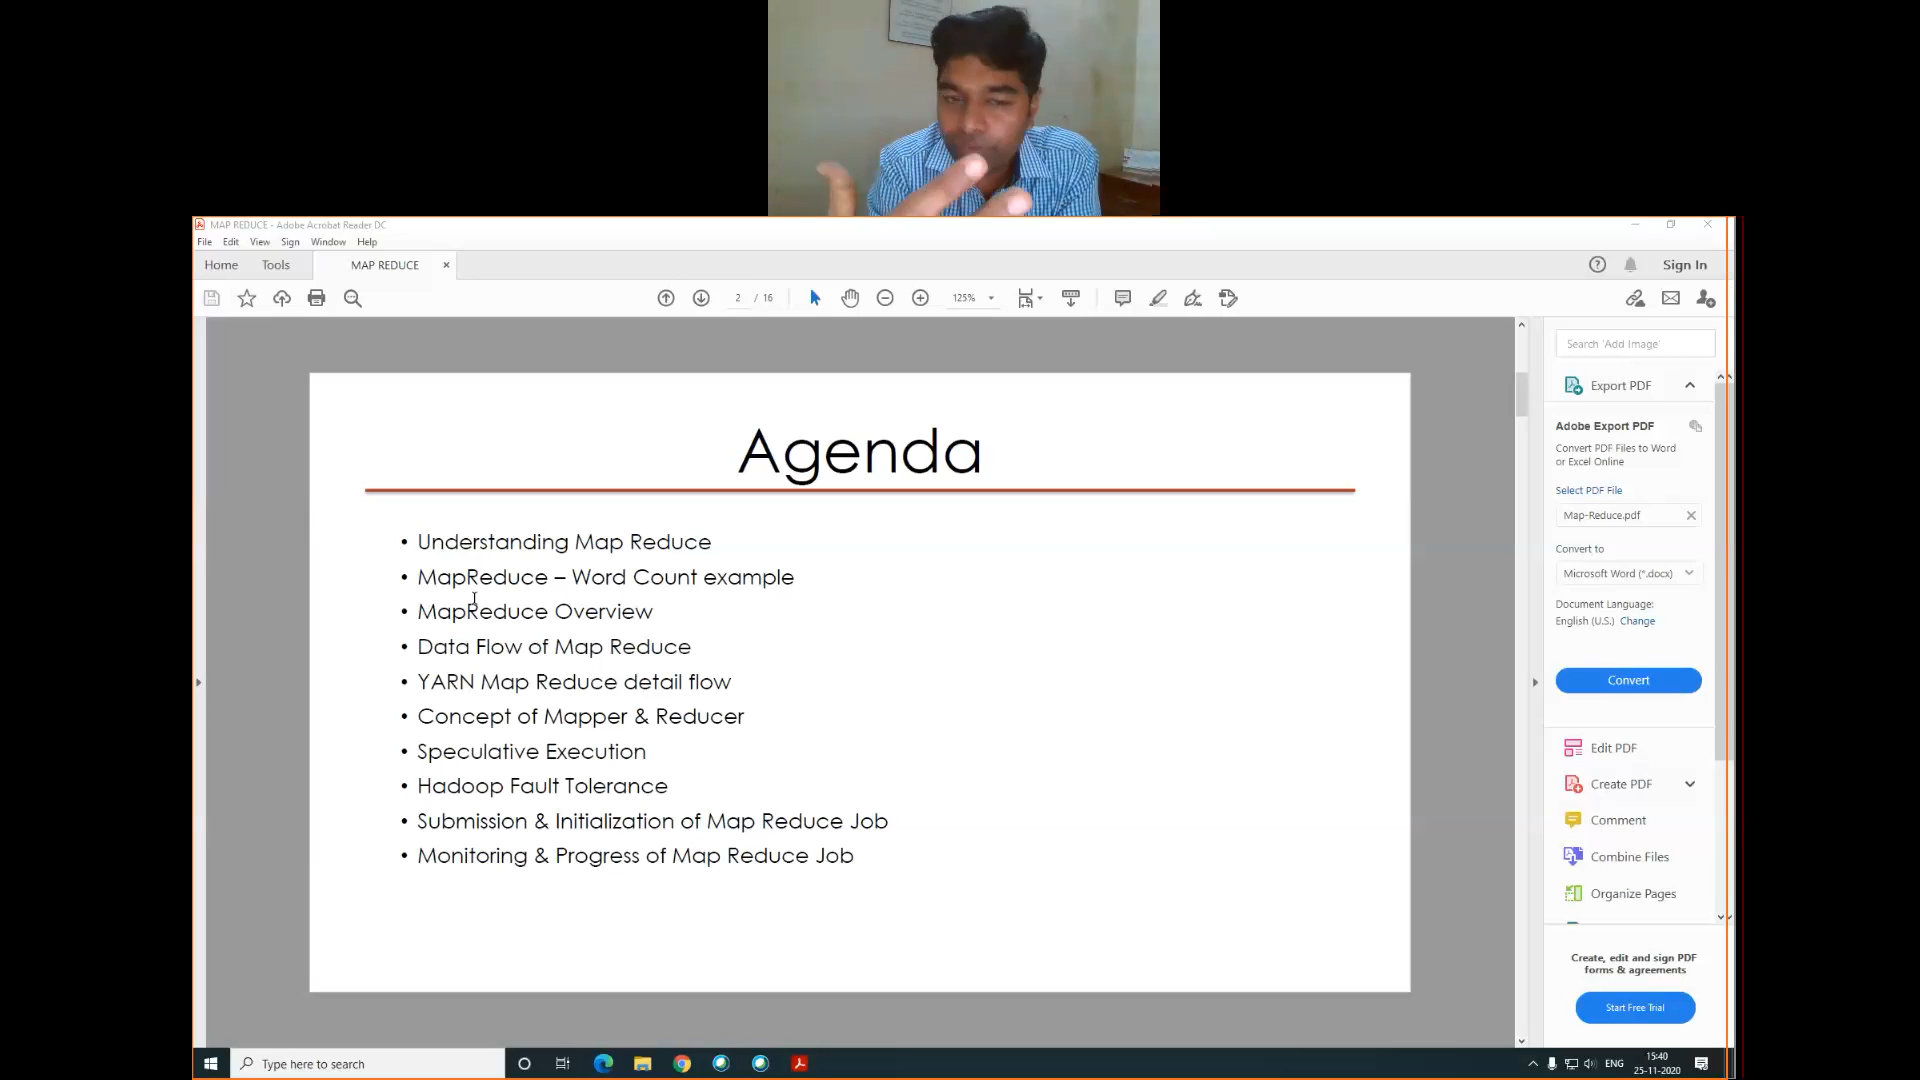 MAP REDUCE - Adobe Acrobat Reader DC
File Edit View Sign Window Help
Home Tools MAP REDUCE × Sign In
2 / 16 125%
Search 'Add Image'
Export PDF
Adobe Export PDF
Convert PDF Files to Word
or Excel Online
Select PDF File
Map-Reduce.pdf
Convert to
Microsoft Word (*.docx)
Document Language:
English (U.S.) Change
Convert
Edit PDF
Create PDF
Comment
Combine Files
Organize Pages
Create, edit and sign PDF
forms & agreements
Start Free Trial
Agenda
• Understanding Map Reduce
• MapReduce – Word Count example
• MapReduce Overview
• Data Flow of Map Reduce
• YARN Map Reduce detail flow
• Concept of Mapper & Reducer
• Speculative Execution
• Hadoop Fault Tolerance
• Submission & Initialization of Map Reduce Job
• Monitoring & Progress of Map Reduce Job
Type here to search
ENG
15:40
25-11-2020